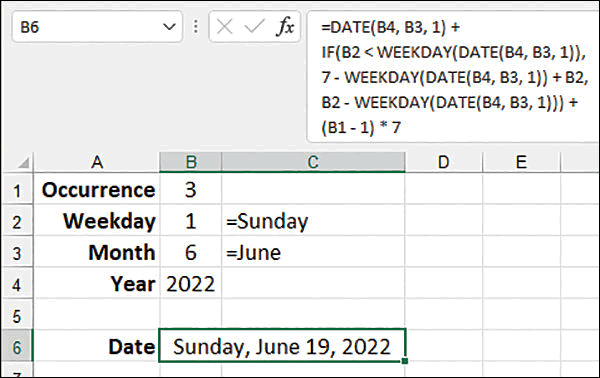 B6
fx
=DATE(B4, B3, 1) +
IF(B2 < WEEKDAY(DATE(B4, B3, 1)),
7 - WEEKDAY(DATE(B4, B3, 1)) + B2,
B2 - WEEKDAY(DATE(B4, B3, 1))) +
(B1 - 1) * 7
A B C D E
1 Occurrence 3
2 Weekday 1 =Sunday
3 Month 6 =June
4 Year 2022
5
6 Date Sunday, June 19, 2022
7